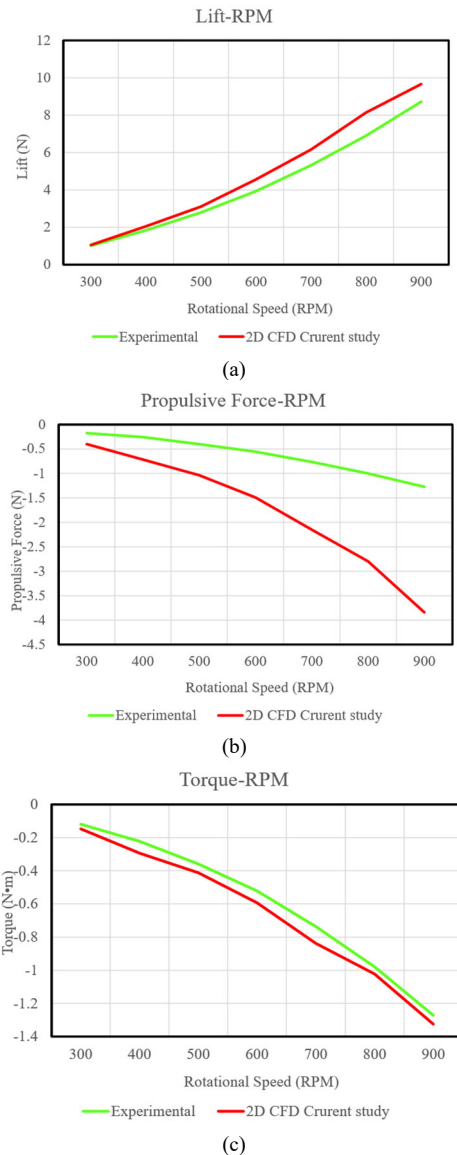 Lift-RPM
12
10
8
6
4
2
0
Lift (N)
300 400 500 600 700 800 900
Rotational Speed (RPM)
Experimental 2D CFD Crurent study
(a)
Propulsive Force-RPM
0
-0.5
-1
-1.5
-2
-2.5
-3
-3.5
-4
-4.5
Propulsive Force (N)
300 400 500 600 700 800 900
Rotational Speed (RPM)
Experimental 2D CFD Crurent study
(b)
Torque-RPM
0
-0.2
-0.4
-0.6
-0.8
-1
-1.2
-1.4
Torque (N•m)
300 400 500 600 700 800 900
Rotational Speed (RPM)
Experimental 2D CFD Crurent study
(c)